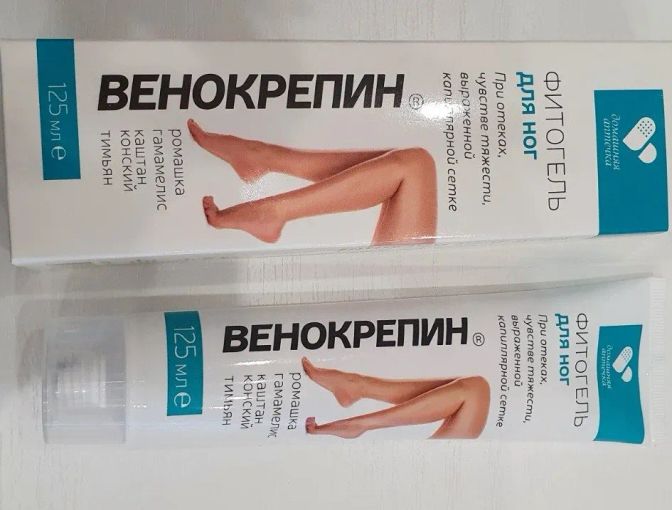 домашняя
аптечка
ФИТОГЕЛЬ
ДЛЯ НОГ
При отеках,
чувстве тяжести,
выраженной
капиллярной сетке
ВЕНОКРЕПИН®
ромашка
гамамелис
каштан
конский
тимьян
125 мл е
домашняя
аптечка
ФИТОГЕЛЬ
ДЛЯ НОГ
При отеках,
чувстве тяжести,
выраженной
капиллярной сетке
ВЕНОКРЕПИН®
ромашка
гамамелис
каштан
конский
тимьян
125 мл е